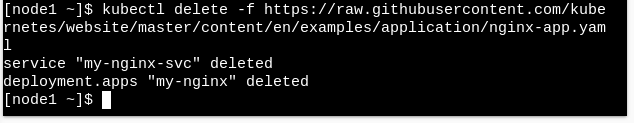 [node1 ~]$ kubectl delete -f https://raw.githubusercontent.com/kube
rnetes/website/master/content/en/examples/application/nginx-app.yam
l
service "my-nginx-svc" deleted
deployment.apps "my-nginx" deleted
[node1 ~]$